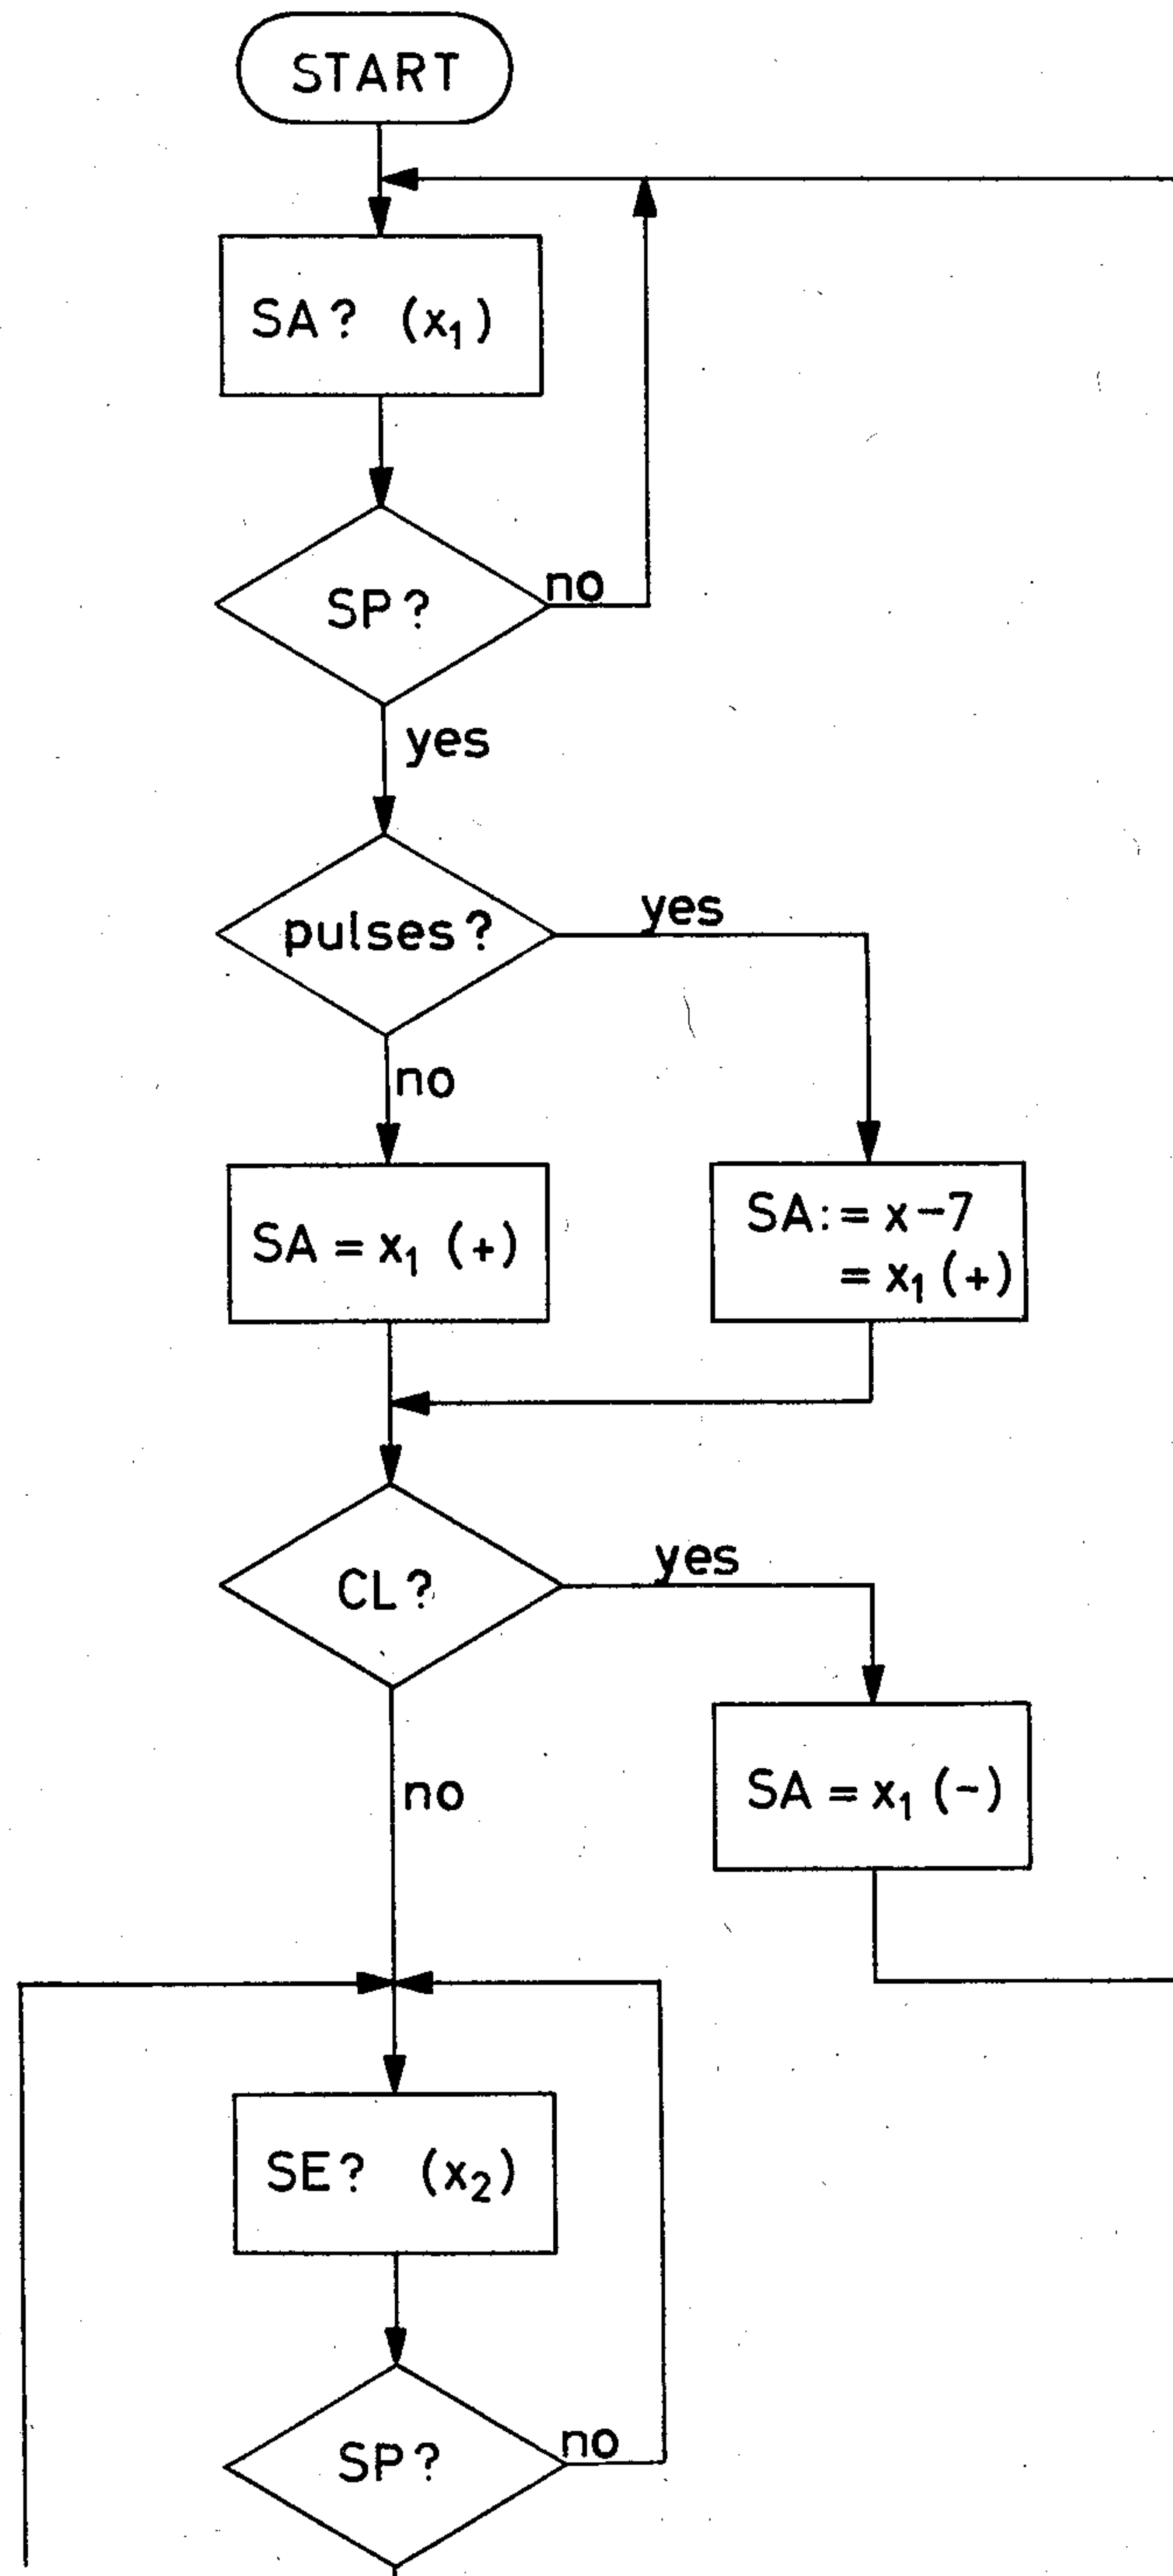 START
SA? (x₁)
SP?
no
yes
pulses?
yes
no
SA = x₁ (+)
SA: = x-7
= x₁ (+)
CL?
yes
no
SA = x₁ (-)
SE? (x₂)
SP?
no